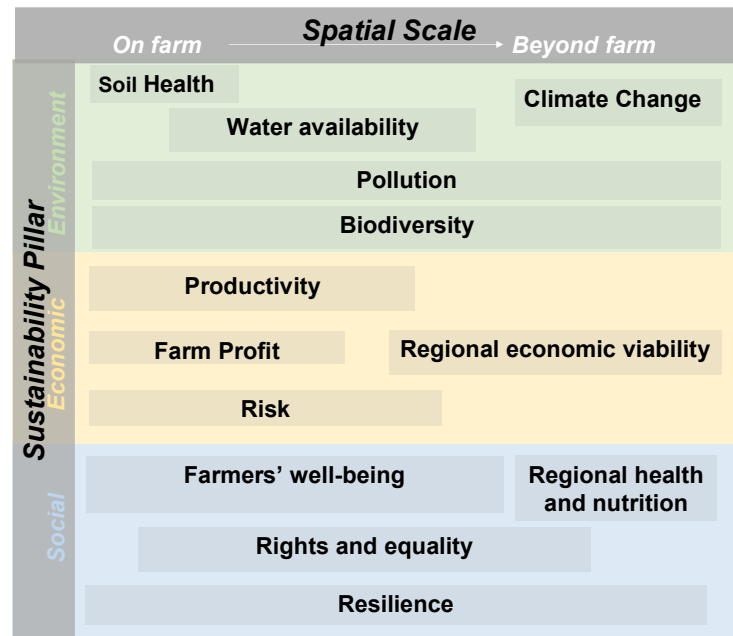 Spatial Scale
On farm
Beyond farm
Sustainability Pillar
Environment
Soil Health
Climate Change
Water availability
Pollution
Biodiversity
Economic
Productivity
Farm Profit
Regional economic viability
Risk
Social
Farmers’ well-being
Regional health
and nutrition
Rights and equality
Resilience